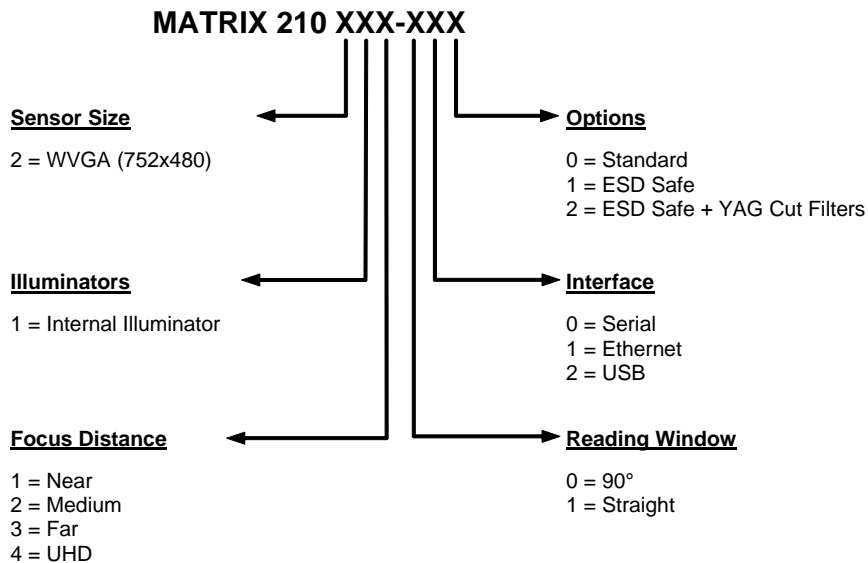 MATRIX 210 XXX-XXX
Sensor Size
2 = WVGA (752x480)
Illuminators
1 = Internal Illuminator
Focus Distance
1 = Near
2 = Medium
3 = Far
4 = UHD
Options
0 = Standard
1 = ESD Safe
2 = ESD Safe + YAG Cut Filters
Interface
0 = Serial
1 = Ethernet
2 = USB
Reading Window
0 = 90°
1 = Straight